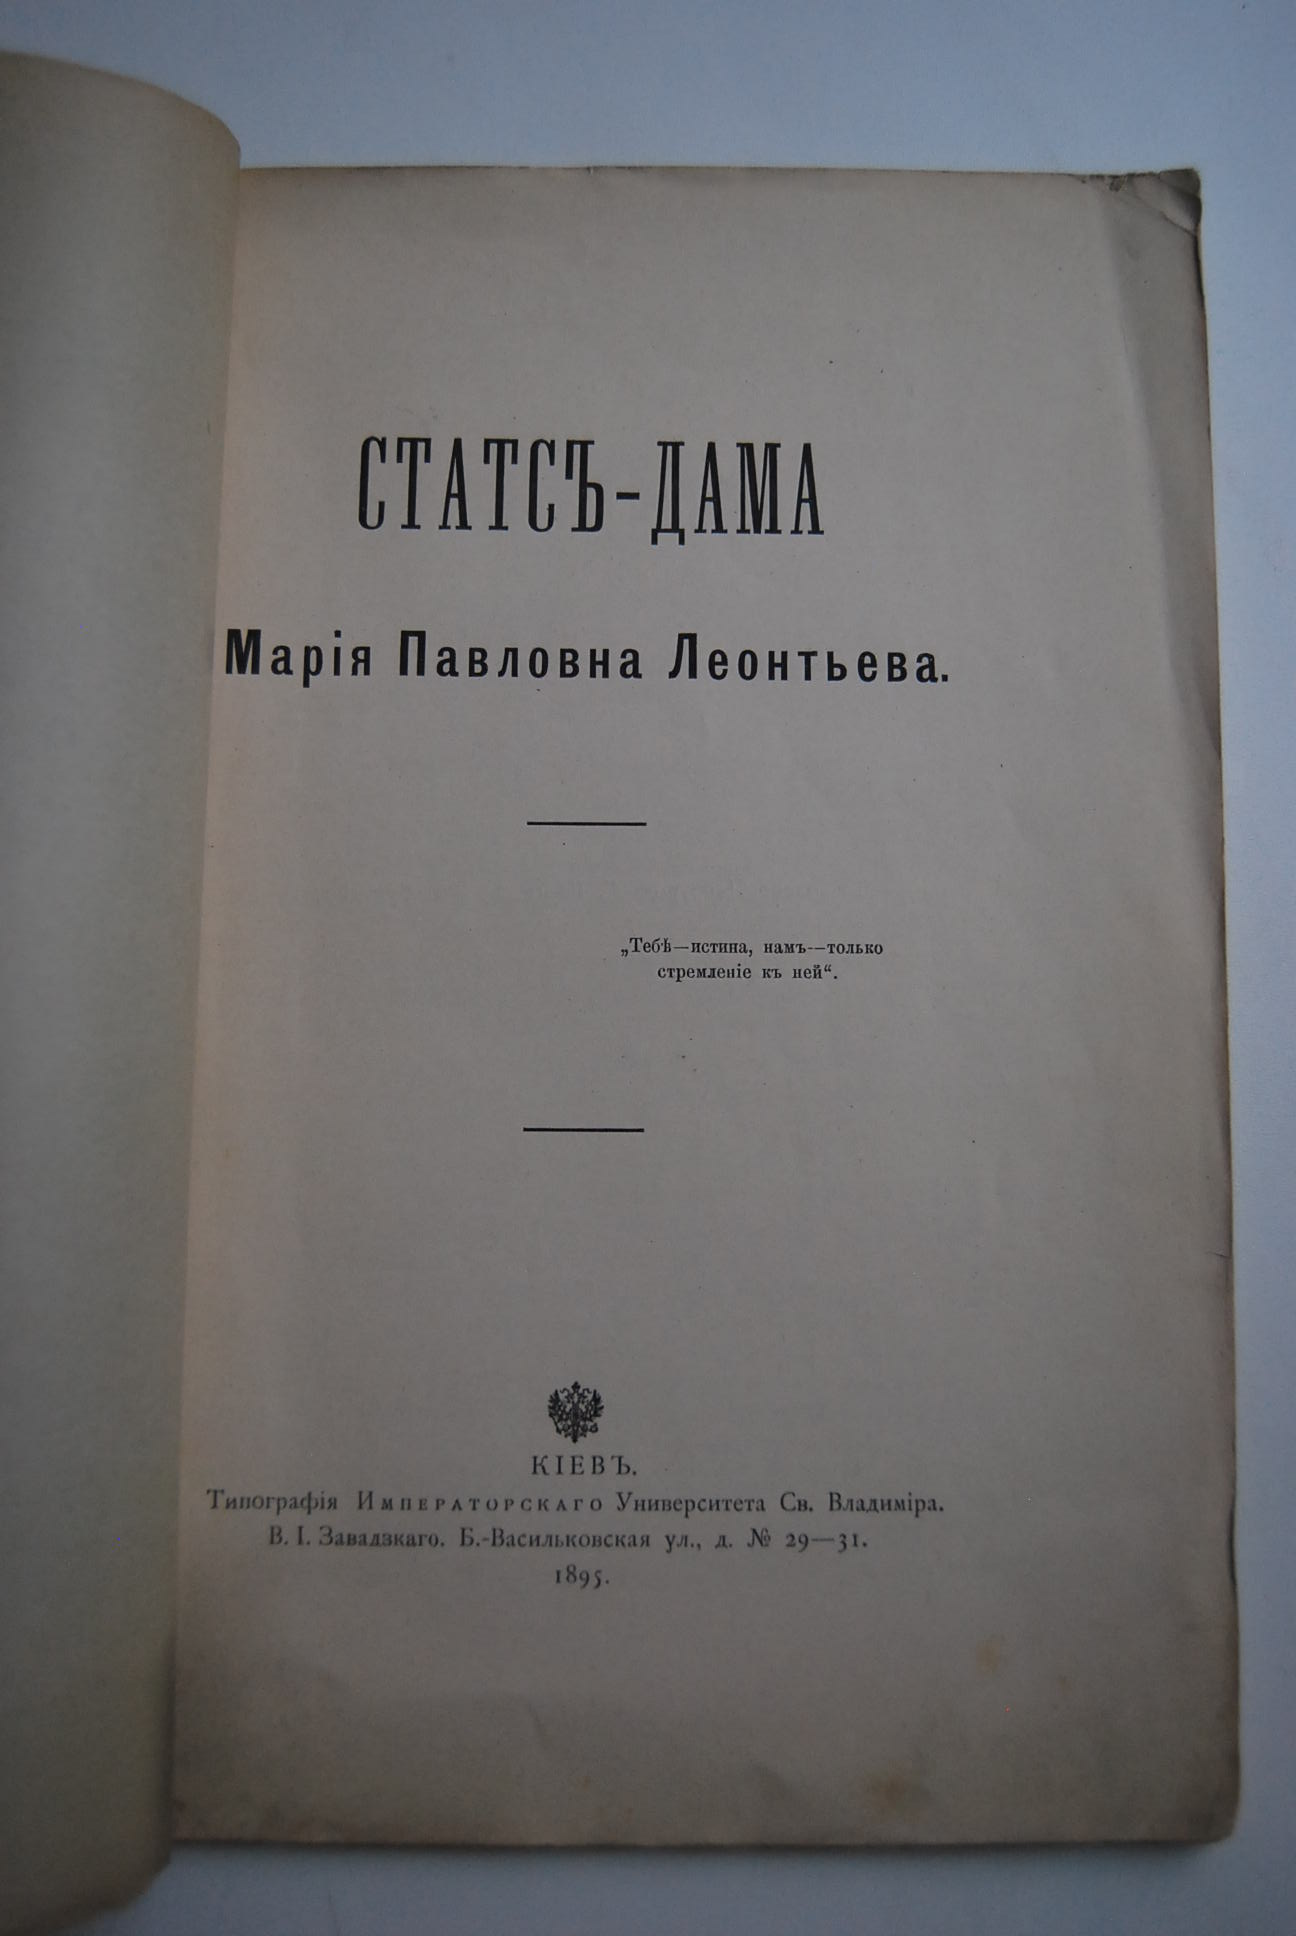 СТАТСЪ-ДАМА
Марія Павловна Леонтьева.
„Тебѣ—истина, намъ—только
стремленіе къ ней“.
КІЕВЪ.
Типографія ИМПЕРАТОРСКАГО Университета Св. Владиміра.
В. І. Завадзкаго. Б.-Васильковская ул., д. № 29—31.
1895.